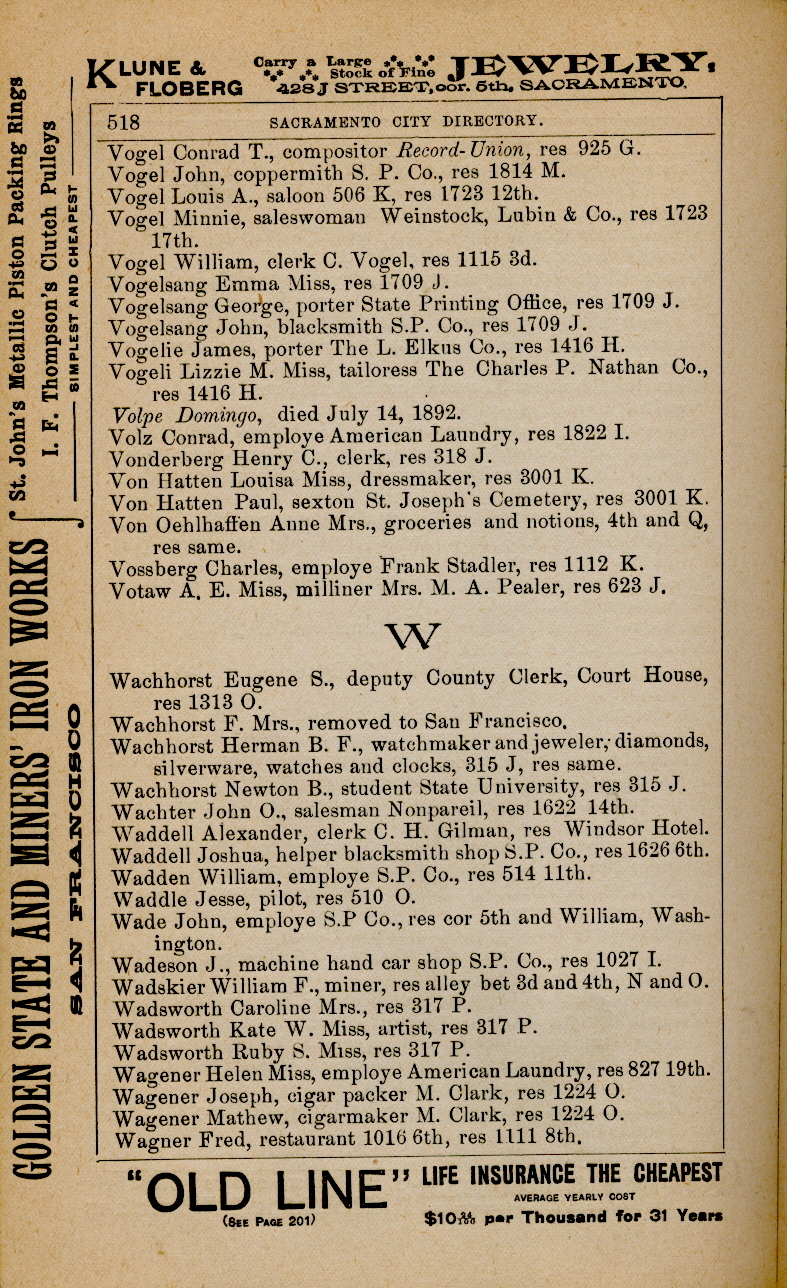 KLUNE & FLOBERG Carry a Large Stock of Fine JEWELRY,
428 J STREET, cor. 5th, SACRAMENTO.
518 SACRAMENTO CITY DIRECTORY.
Vogel Conrad T., compositor Record-Union, res 925 G.
Vogel John, coppermith S. P. Co., res 1814 M.
Vogel Louis A., saloon 506 K, res 1723 12th.
Vogel Minnie, saleswoman Weinstock, Lubin & Co., res 1723
17th.
Vogel William, clerk C. Vogel, res 1115 3d.
Vogelsang Emma Miss, res 1709 J.
Vogelsang George, porter State Printing Office, res 1709 J.
Vogelsang John, blacksmith S.P. Co., res 1709 J.
Vogelie James, porter The L. Elkus Co., res 1416 H.
Vogeli Lizzie M. Miss, tailoress The Charles P. Nathan Co.,
res 1416 H.
Volpe Domingo, died July 14, 1892.
Volz Conrad, employe American Laundry, res 1822 I.
Vonderberg Henry C., clerk, res 318 J.
Von Hatten Louisa Miss, dressmaker, res 3001 K.
Von Hatten Paul, sexton St. Joseph's Cemetery, res 3001 K.
Von Oehlhaffen Anne Mrs., groceries and notions, 4th and Q,
res same.
Vossberg Charles, employe Frank Stadler, res 1112 K.
Votaw A. E. Miss, milliner Mrs. M. A. Pealer, res 623 J.
W
Wachhorst Eugene S., deputy County Clerk, Court House,
res 1313 O.
Wachhorst F. Mrs., removed to San Francisco.
Wachhorst Herman B. F., watchmaker and jeweler, diamonds,
silverware, watches and clocks, 315 J, res same.
Wachhorst Newton B., student State University, res 315 J.
Wachter John O., salesman Nonpareil, res 1622 14th.
Waddell Alexander, clerk C. H. Gilman, res Windsor Hotel.
Waddell Joshua, helper blacksmith shop S.P. Co., res 1626 6th.
Wadden William, employe S.P. Co., res 514 11th.
Waddle Jesse, pilot, res 510 O.
Wade John, employe S.P Co., res cor 5th and William, Wash-
ington.
Wadeson J., machine hand car shop S.P. Co., res 1027 I.
Wadskier William F., miner, res alley bet 3d and 4th, N and O.
Wadsworth Caroline Mrs., res 317 P.
Wadsworth Kate W. Miss, artist, res 317 P.
Wadsworth Ruby S. Miss, res 317 P.
Wagener Helen Miss, employe American Laundry, res 827 19th.
Wagener Joseph, cigar packer M. Clark, res 1224 O.
Wagener Mathew, cigarmaker M. Clark, res 1224 O.
Wagner Fred, restaurant 1016 6th, res 1111 8th.
"OLD LINE" LIFE INSURANCE THE CHEAPEST
AVERAGE YEARLY COST
(SEE PAGE 201) $10 per Thousand for 31 Years
GOLDEN STATE AND MINERS' IRON WORKS
SAN FRANCISCO
St. John's Metallic Piston Packing Rings
I. F. Thompson's Clutch Pulleys
SIMPLEST AND CHEAPEST